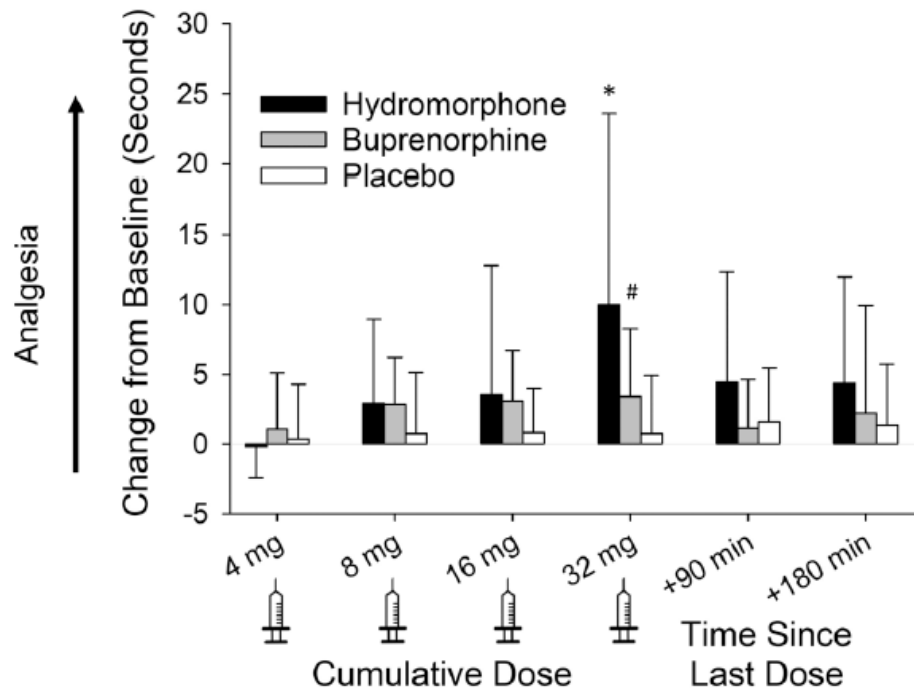 Analgesia
Change from Baseline (Seconds)
30
25
20
15
10
5
0
-5
Hydromorphone
Buprenorphine
Placebo
*
#
4 mg
8 mg
16 mg
32 mg
+90 min
+180 min
Cumulative Dose
Time Since
Last Dose